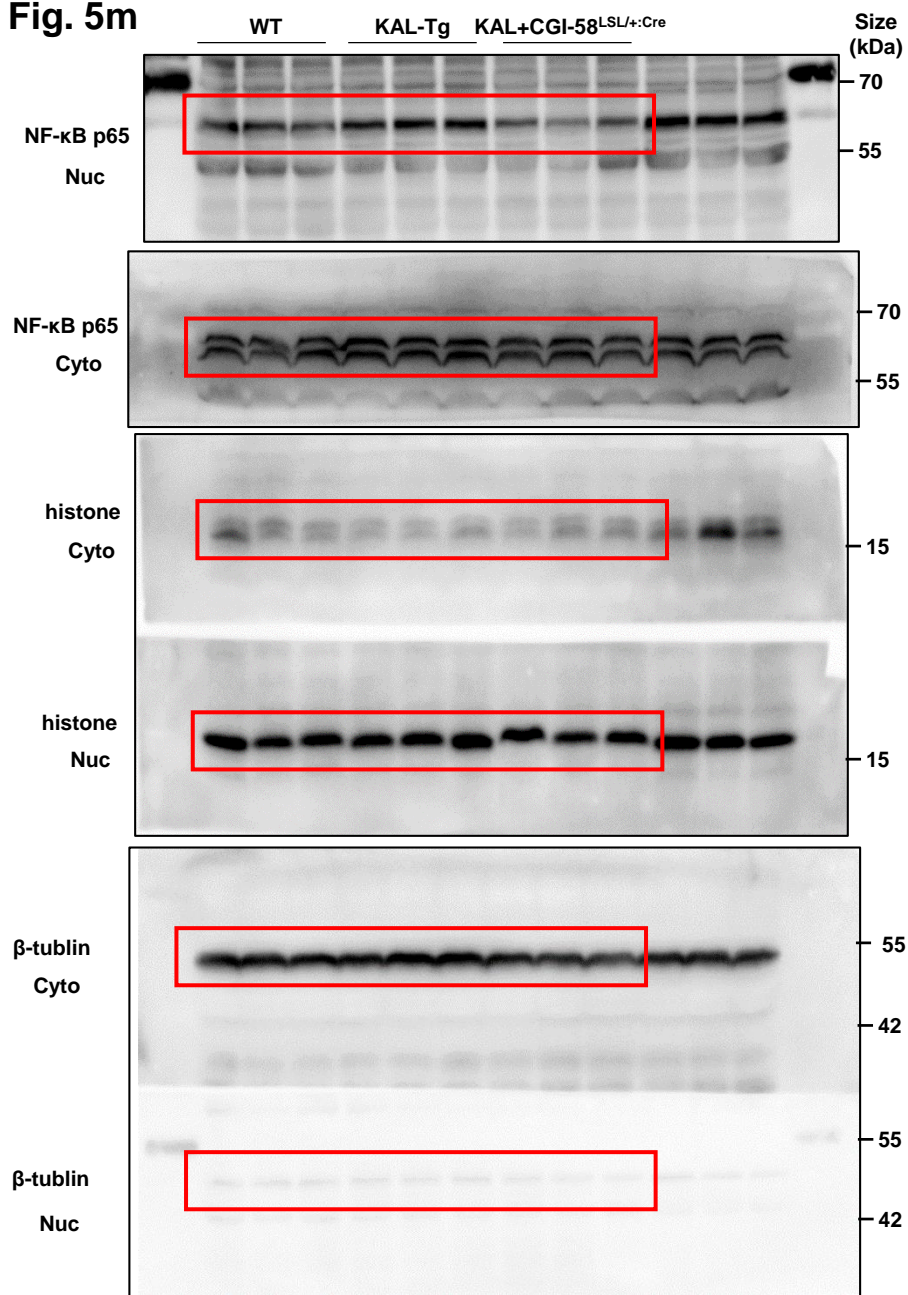 Fig. 5m
WT KAL-Tg KAL+CGI-58LSL/+:Cre Size
(kDa)
70
NF-κB p65
55
Nuc
70
NF-κB p65
Cyto
55
histone
Cyto
15
histone
Nuc
15
β-tublin
55
Cyto
42
55
β-tublin
42
Nuc